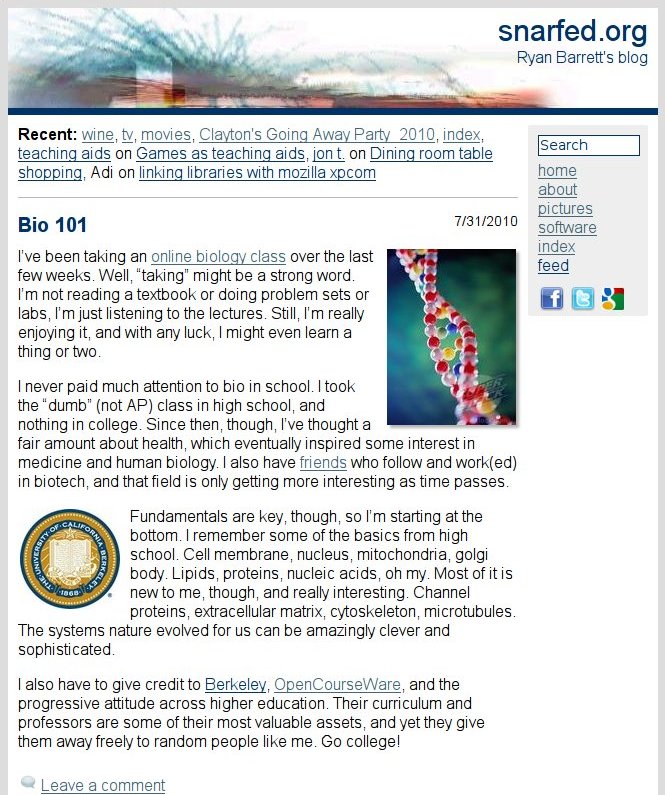 snarfed.org
Ryan Barrett's blog
Recent: wine, tv, movies, Clayton's Going Away Party_2010, index,
teaching aids on Games as teaching aids, jon t. on Dining room table
shopping, Adi on linking libraries with mozilla xpcom
Search
home
about
pictures
software
index
feed
Bio 101
7/31/2010
I've been taking an online biology class over the last
few weeks. Well, “taking” might be a strong word.
I'm not reading a textbook or doing problem sets or
labs, I'm just listening to the lectures. Still, I'm really
enjoying it, and with any luck, I might even learn a
thing or two.
I never paid much attention to bio in school. I took
the “dumb” (not AP) class in high school, and
nothing in college. Since then, though, I've thought a
fair amount about health, which eventually inspired some interest in
medicine and human biology. I also have friends who follow and work(ed)
in biotech, and that field is only getting more interesting as time passes.
THE·UNIVERSITY·OF·CALIFORNIA·BERKELEY·
·1868·
Fundamentals are key, though, so I'm starting at the
bottom. I remember some of the basics from high
school. Cell membrane, nucleus, mitochondria, golgi
body. Lipids, proteins, nucleic acids, oh my. Most of it is
new to me, though, and really interesting. Channel
proteins, extracellular matrix, cytoskeleton, microtubules.
The systems nature evolved for us can be amazingly clever and
sophisticated.
I also have to give credit to Berkeley, OpenCourseWare, and the
progressive attitude across higher education. Their curriculum and
professors are some of their most valuable assets, and yet they give
them away freely to random people like me. Go college!
Leave a comment